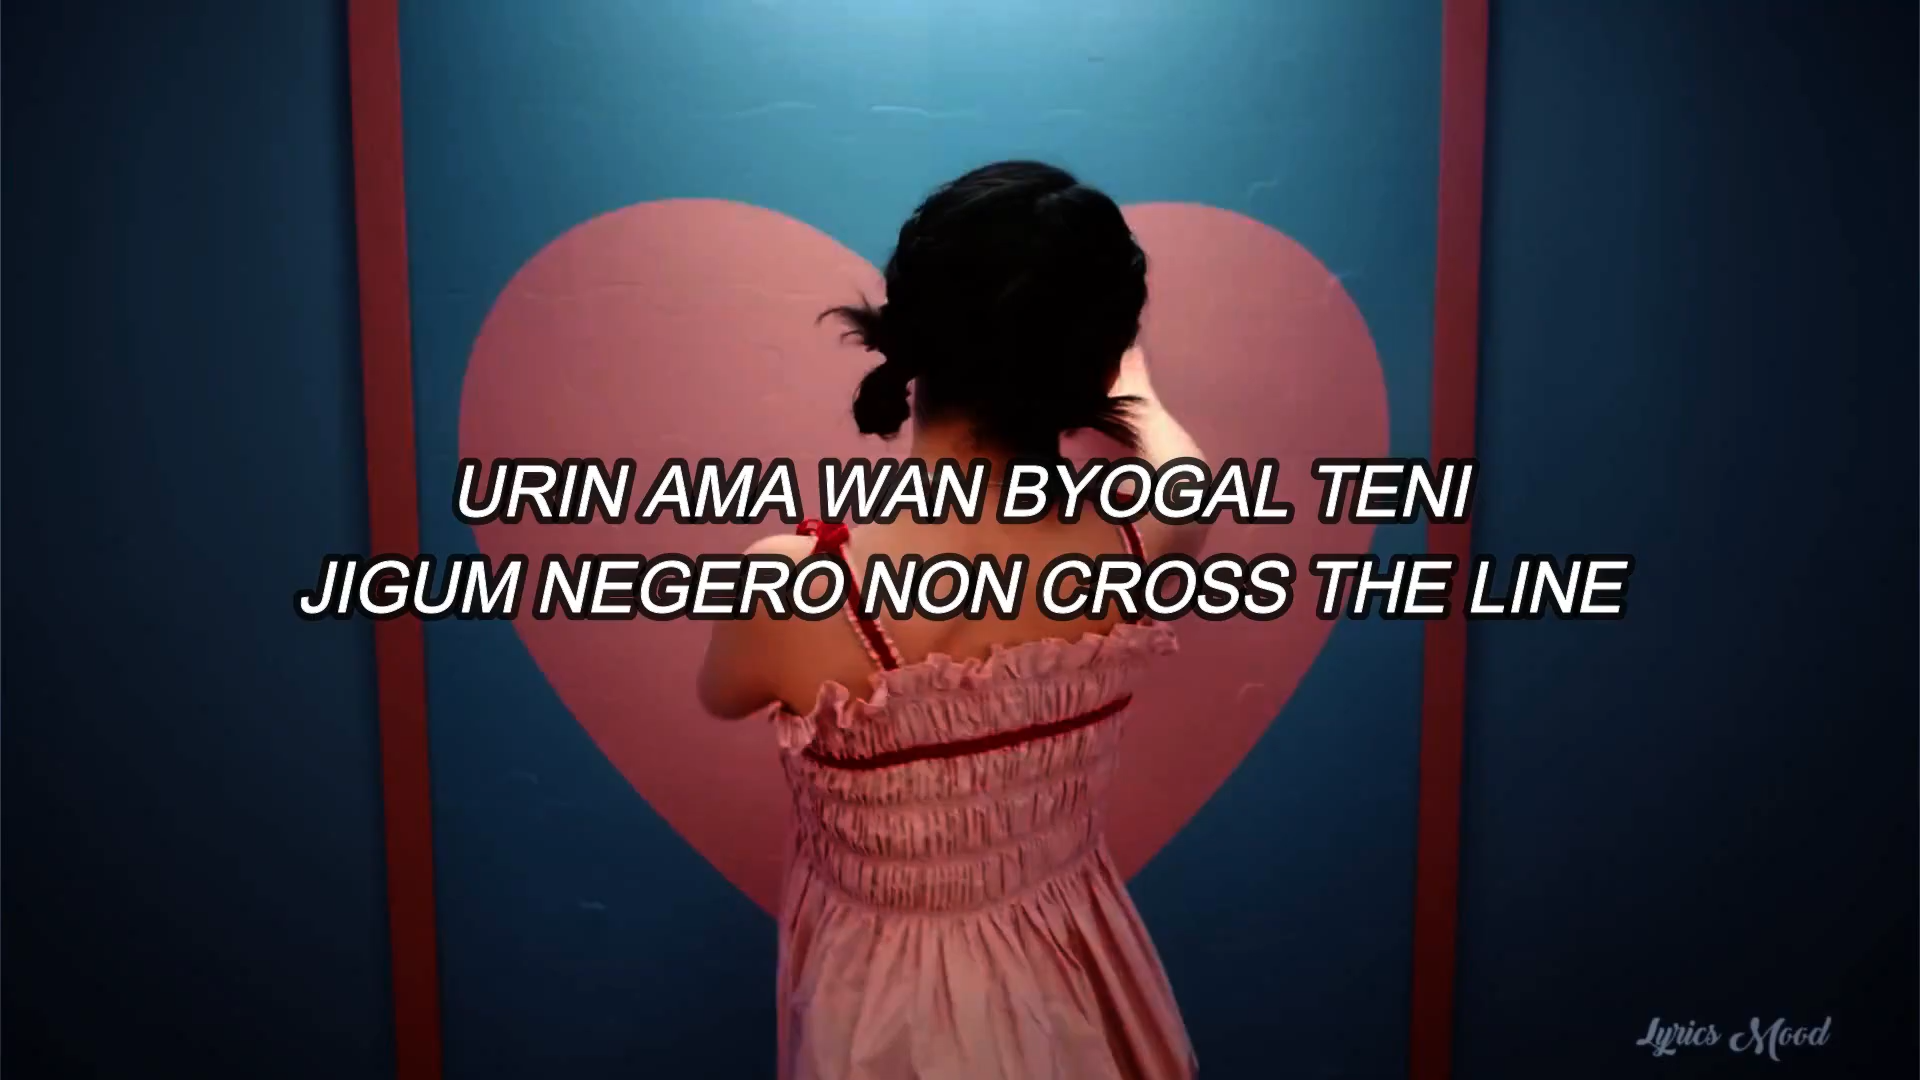 URIN AMA WAN BYOGAL TENI
JIGUM NEGERO NON CROSS THE LINE
Lyrics Mood